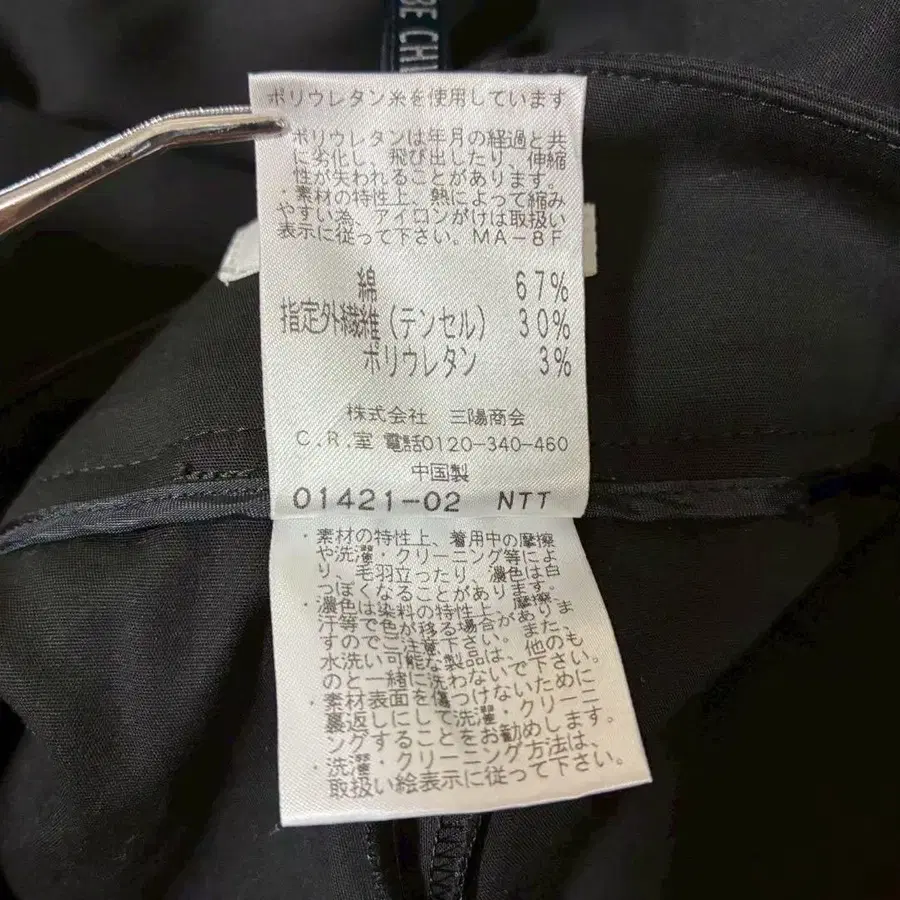 BE CHI
ポリウレタン糸を使用しています
・ポリウレタンは年月の経過と共
に劣化し、飛び出したり、伸縮
性が失われることがあります。
・素材の特性上、熱によって縮み
やすい為、アイロンがけは取扱い
表示に従って下さい。MA-8F
綿 67%
指定外繊維(テンセル) 30%
ポリウレタン 3%
株式会社 三陽商会
C.R.室 電話0120-340-460
中国製
01421-02 NTT
・素材の特性上、着用中の摩擦
や洗濯・クリーニング等によ
り、毛羽立ったり、濃色は白
っぽくなることがあります。
・濃色は染料の特性上、摩擦、
汗等で色が移る場合がありま
すのでご注意下さい。また、
水洗い可能な製品は、他のも
のと一緒に洗わないで下さい。
・素材表面を傷つけないために
裏返しにして洗濯・クリーニ
ングすることをお勧めします。
・洗濯・クリーニング方法は、
取扱い絵表示に従って下さい。